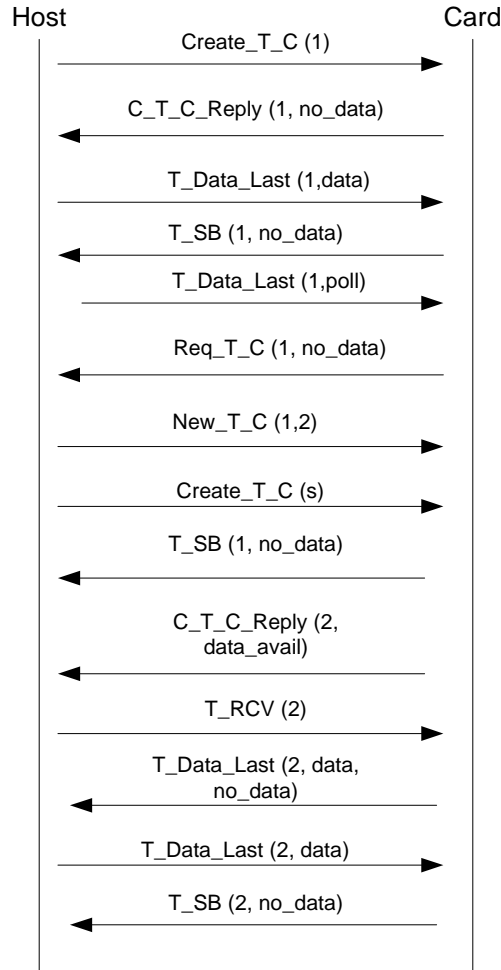 Host
Card
Create_T_C (1)
C_T_C_Reply (1, no_data)
T_Data_Last (1,data)
T_SB (1, no_data)
T_Data_Last (1,poll)
Req_T_C (1, no_data)
New_T_C (1,2)
Create_T_C (s)
T_SB (1, no_data)
C_T_C_Reply (2,
data_avail)
T_RCV (2)
T_Data_Last (2, data,
no_data)
T_Data_Last (2, data)
T_SB (2, no_data)